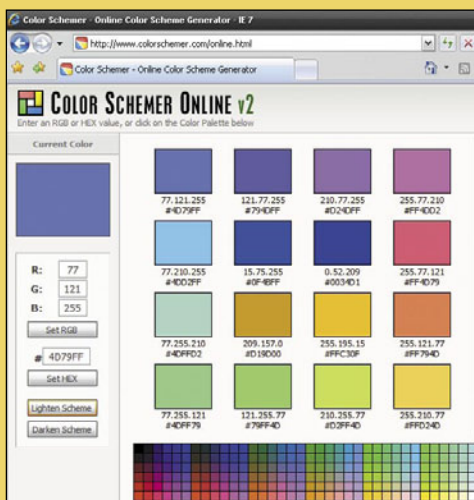 Color Schemer - Online Color Scheme Generator - IE 7
http://www.colorschemer.com/online.html
Color Schemer - Online Color Scheme Generator
COLOR SCHEMER ONLINE v2
Enter an RGB or HEX value, or click on the Color Palette below
Current Color
77.121.255 121.77.255 210.77.255 255.77.210
#4D79FF #794DFF #D24DFF #FF4DD2
77.210.255 15.75.255 0.52.209 255.77.121
#4DD2FF #0F4BFF #0034D1 #FF4D79
R: 77
G: 121
B: 255
Set RGB
77.255.210 209.157.0 255.195.15 255.121.77
#4DFFD2 #D19D00 #FFC30F #FF794D
# 4D79FF
Set HEX
Lighten Scheme
Darken Scheme
77.255.121 121.255.77 210.255.77 255.210.77
#4DFF79 #79FF4D #D2FF4D #FFD24D